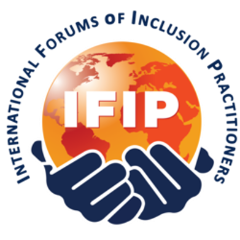 INTERNATIONAL FORUMS OF INCLUSION PRACTITIONERS
IFIP